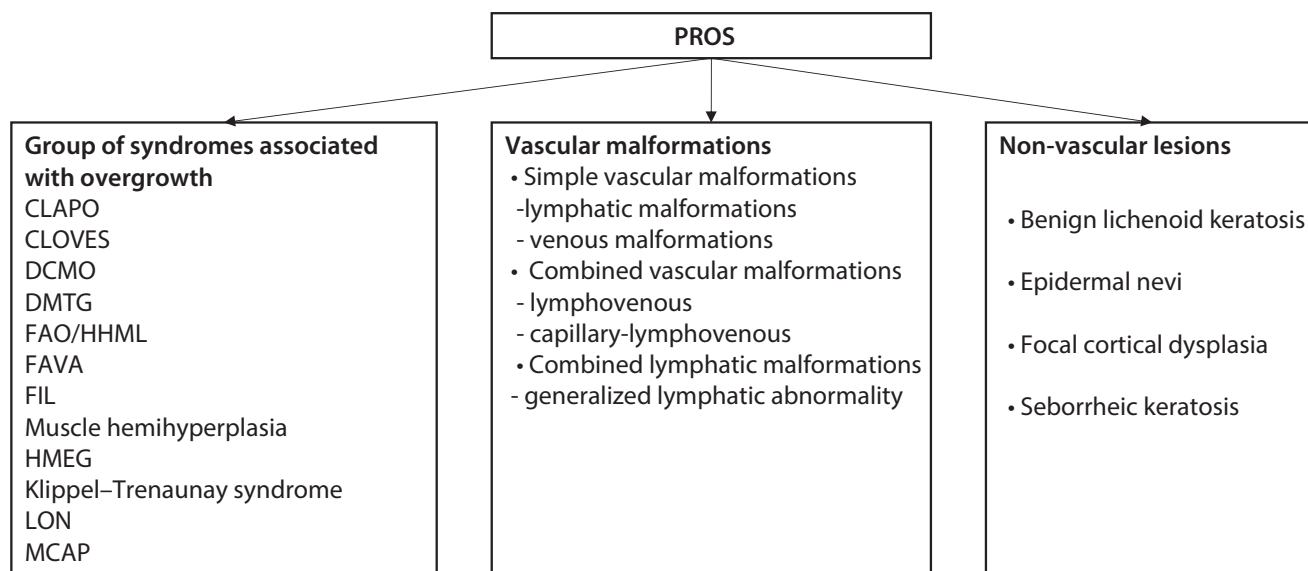 PROS
Group of syndromes associated
with overgrowth
CLAPO
CLOVES
DCMO
DMTG
FAO/HHML
FAVA
FIL
Muscle hemihyperplasia
HMEG
Klippel–Trenaunay syndrome
LON
MCAP
Vascular malformations
• Simple vascular malformations
-lymphatic malformations
- venous malformations
• Combined vascular malformations
- lymphovenous
- capillary-lymphovenous
• Combined lymphatic malformations
- generalized lymphatic abnormality
Non-vascular lesions
• Benign lichenoid keratosis
• Epidermal nevi
• Focal cortical dysplasia
• Seborrheic keratosis